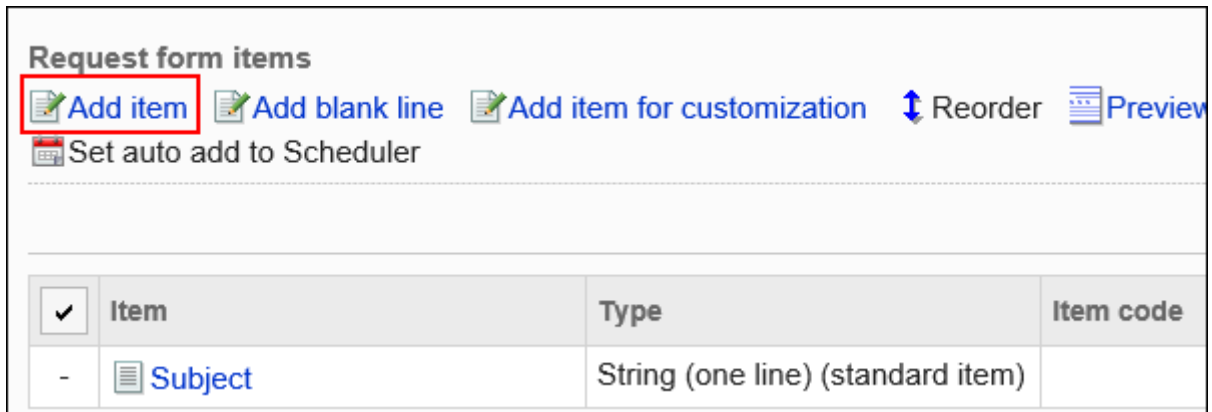 Request form items
Add item Add blank line Add item for customization Reorder Preview
Set auto add to Scheduler
Item Type Item code
- Subject String (one line) (standard item)